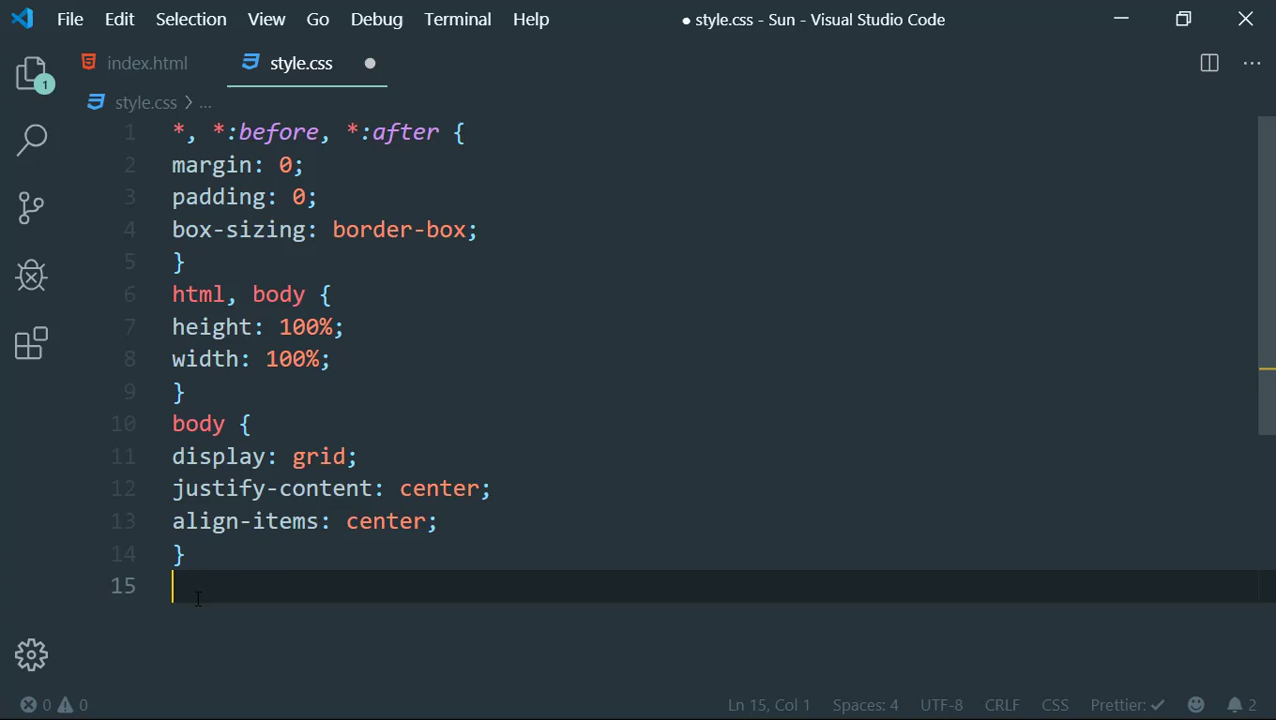 File Edit Selection View Go Debug Terminal Help ● style.css - Sun - Visual Studio Code
index.html style.css
1
style.css > ...
1 *, *:before, *:after {
2 margin: 0;
3 padding: 0;
4 box-sizing: border-box;
5 }
6 html, body {
7 height: 100%;
8 width: 100%;
9 }
10 body {
11 display: grid;
12 justify-content: center;
13 align-items: center;
14 }
15
0 0 Ln 15, Col 1 Spaces: 4 UTF-8 CRLF CSS Prettier: ✓ 2